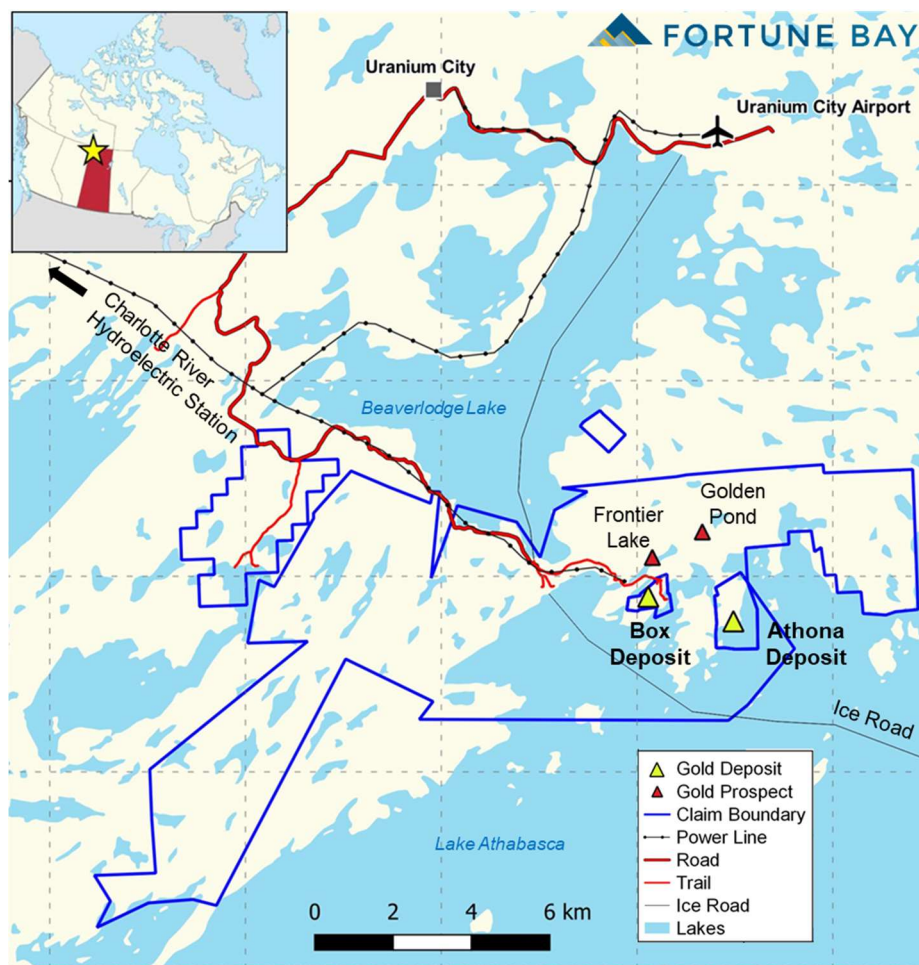 FORTUNE BAY
Uranium City
Uranium City Airport
Charlotte River
Hydroelectric Station
Beaverlodge Lake
Golden
Pond
Frontier
Lake
Box
Deposit
Athona
Deposit
Ice Road
Lake Athabasca
Gold Deposit
Gold Prospect
Claim Boundary
Power Line
Road
Trail
Ice Road
Lakes
0 2 4 6 km